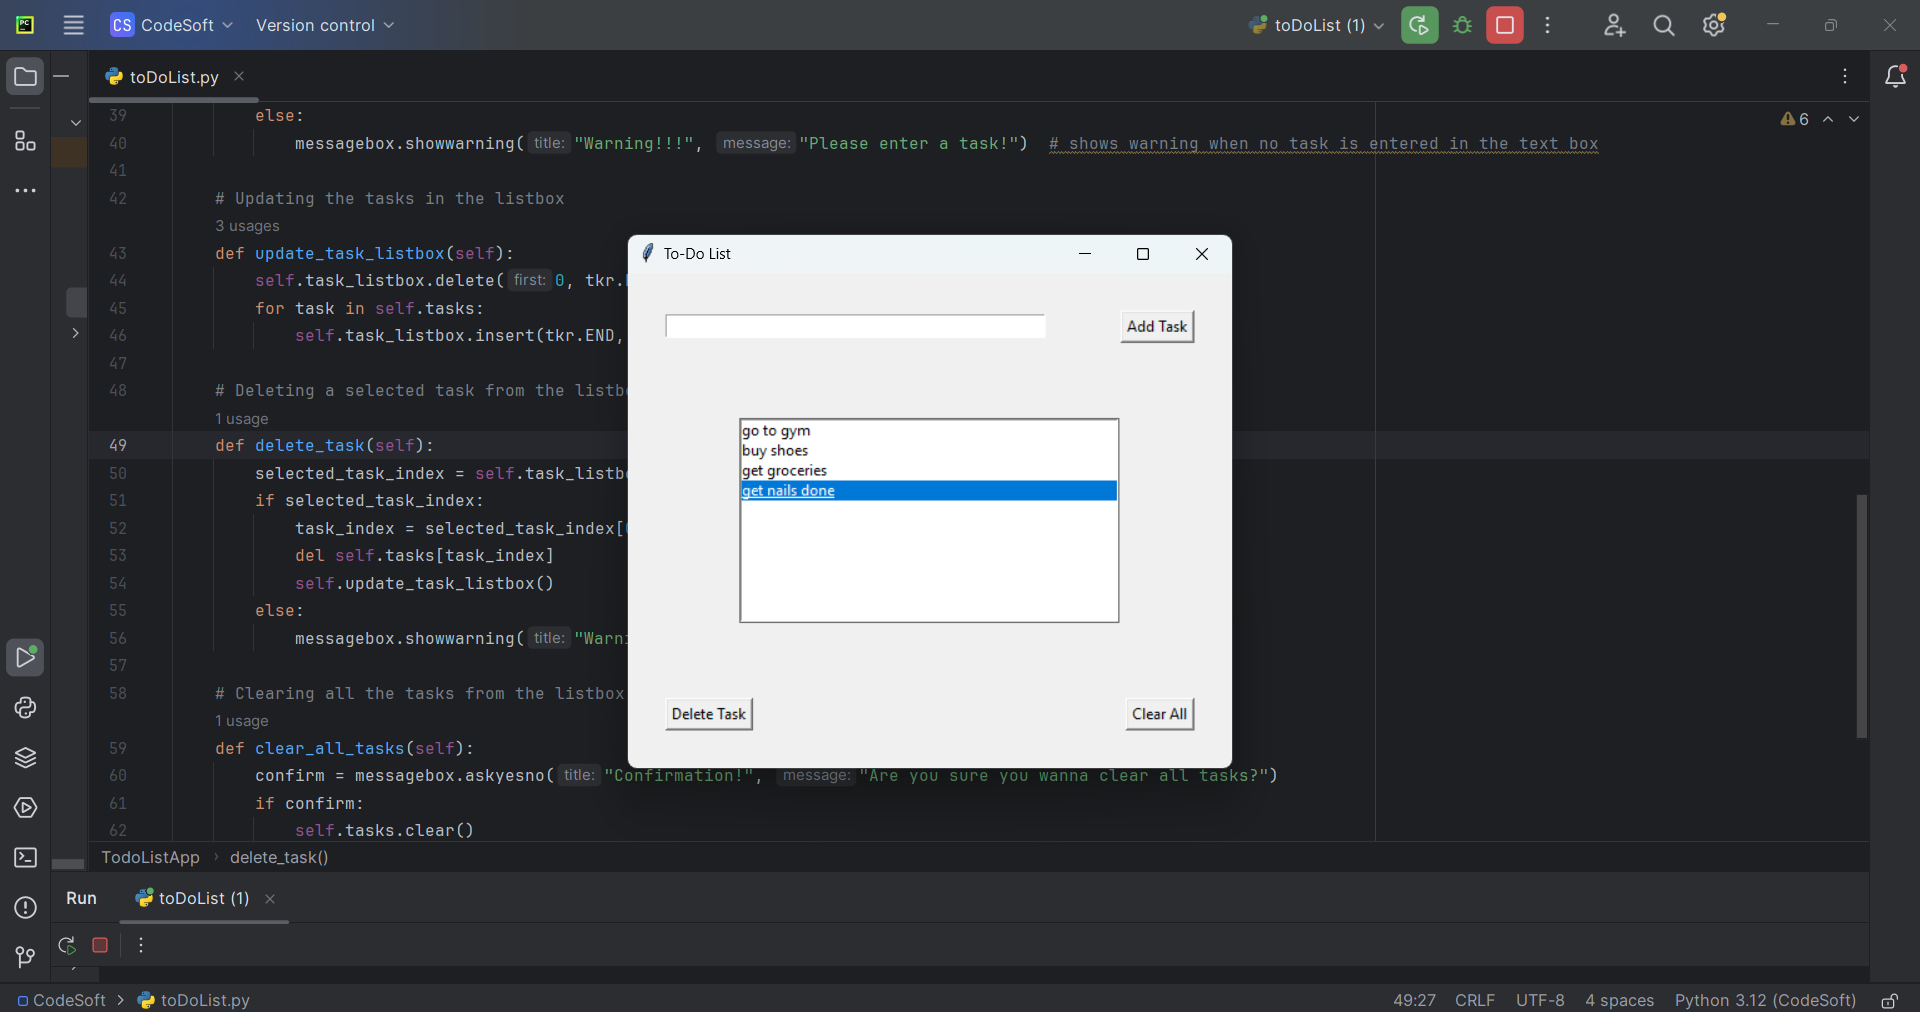 PC
CS CodeSoft Version control toDoList (1)
toDoList.py
39 else:
6
40 messagebox.showwarning( title: "Warning!!!", message: "Please enter a task!") # shows warning when no task is entered in the text box
41
42 # Updating the tasks in the listbox
3 usages
43 def update_task_listbox(self):
44 self.task_listbox.delete( first: 0, tkr.
45 for task in self.tasks:
46 self.task_listbox.insert(tkr.END,
47
48 # Deleting a selected task from the listb
1 usage
49 def delete_task(self):
50 selected_task_index = self.task_listb
51 if selected_task_index:
52 task_index = selected_task_index[
53 del self.tasks[task_index]
54 self.update_task_listbox()
55 else:
56 messagebox.showwarning( title: "Warn
57
58 # Clearing all the tasks from the listbox
1 usage
59 def clear_all_tasks(self):
60 confirm = messagebox.askyesno( title: "Confirmation!", message: "Are you sure you wanna clear all tasks?")
61 if confirm:
62 self.tasks.clear()
To-Do List
Add Task
go to gym
buy shoes
get groceries
get nails done
Delete Task Clear All
TodoListApp › delete_task()
Run toDoList (1)
CodeSoft > toDoList.py 49:27 CRLF UTF-8 4 spaces Python 3.12 (CodeSoft)